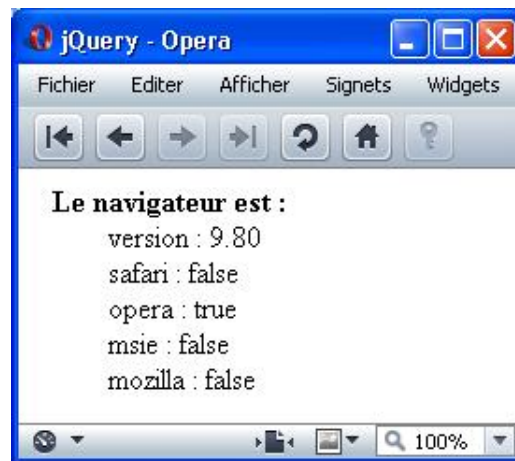 jQuery - Opera
Fichier Editer Afficher Signets Widgets
Le navigateur est :
version : 9.80
safari : false
opera : true
msie : false
mozilla : false
100%